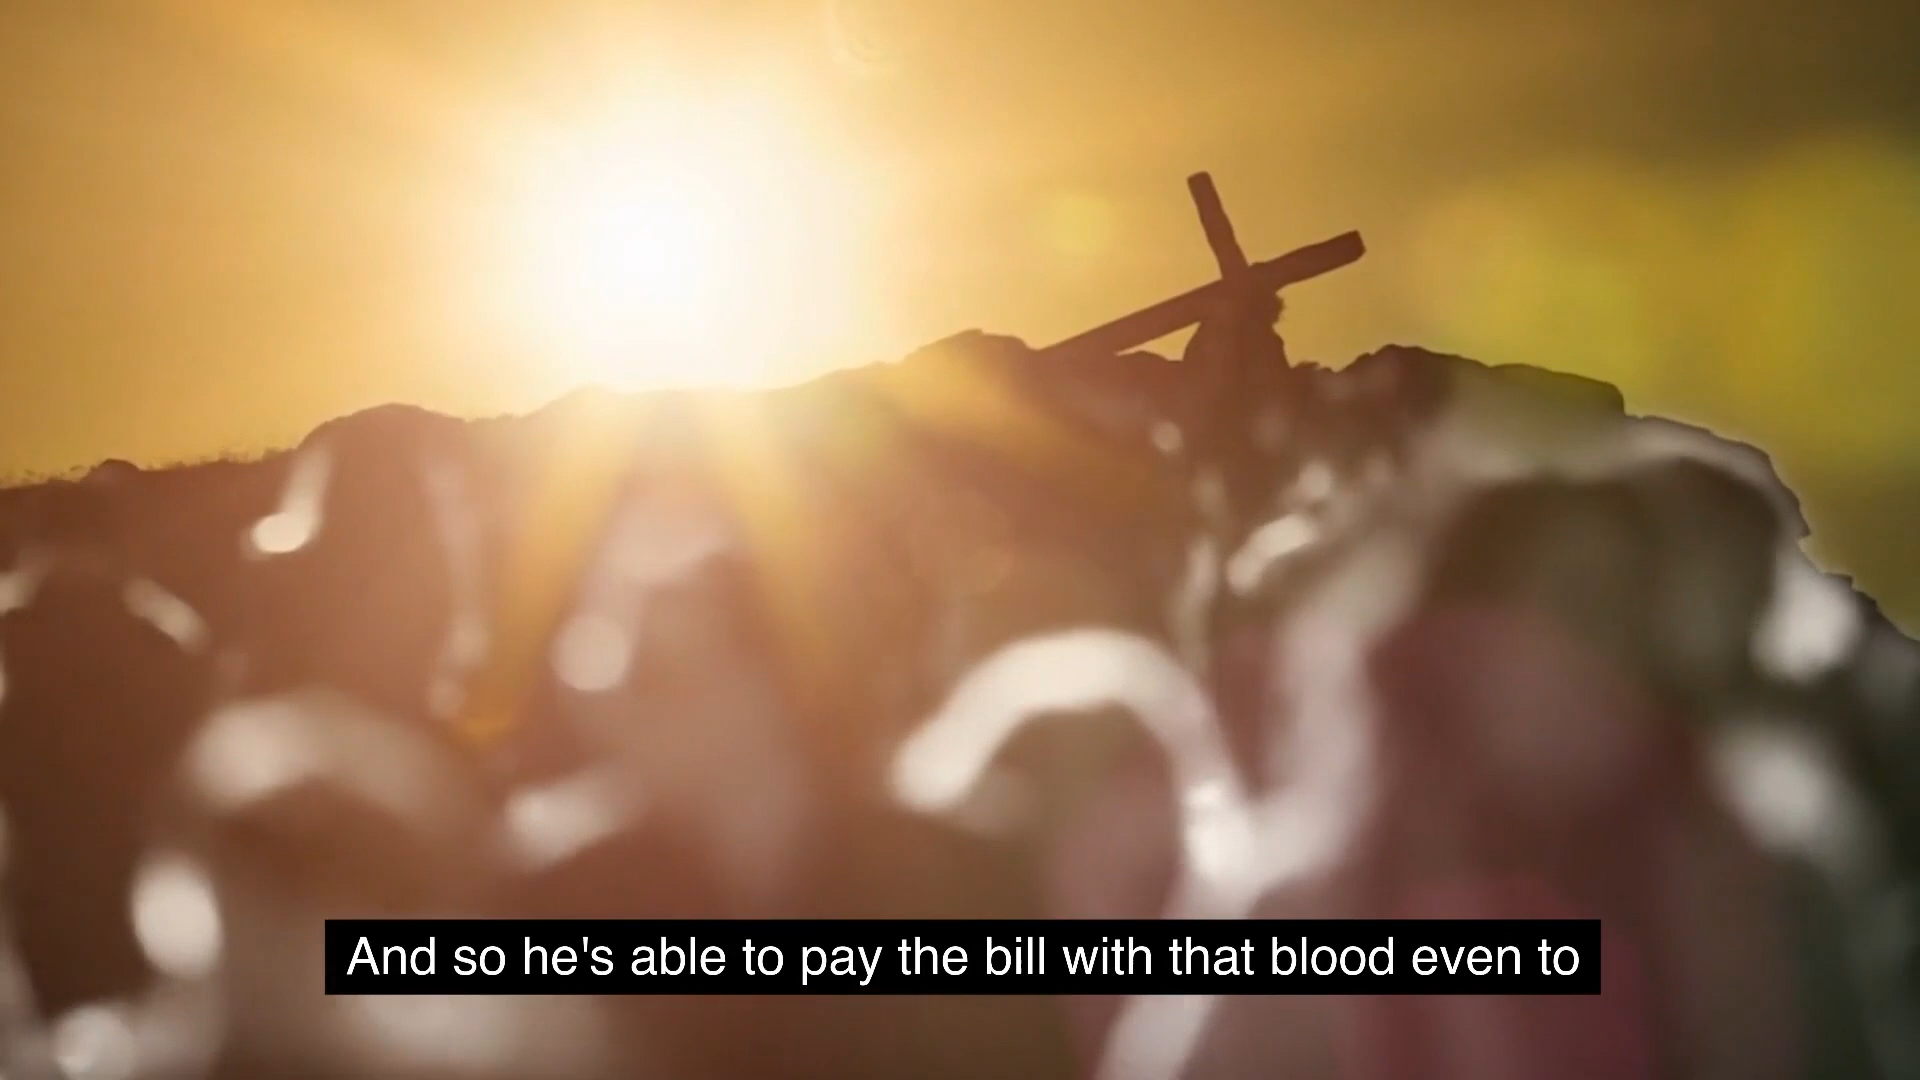 And so he's able to pay the bill with that blood even to